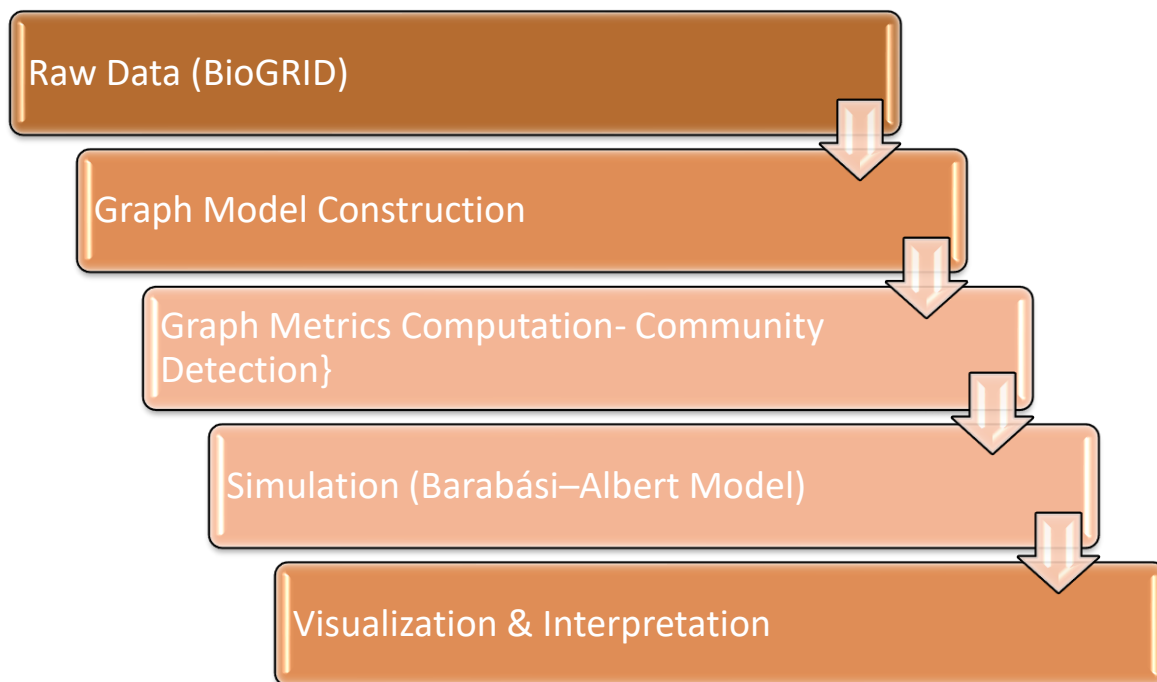 Raw Data (BioGRID)
Graph Model Construction
Graph Metrics Computation- Community
Detection}
Simulation (Barabási–Albert Model)
Visualization & Interpretation